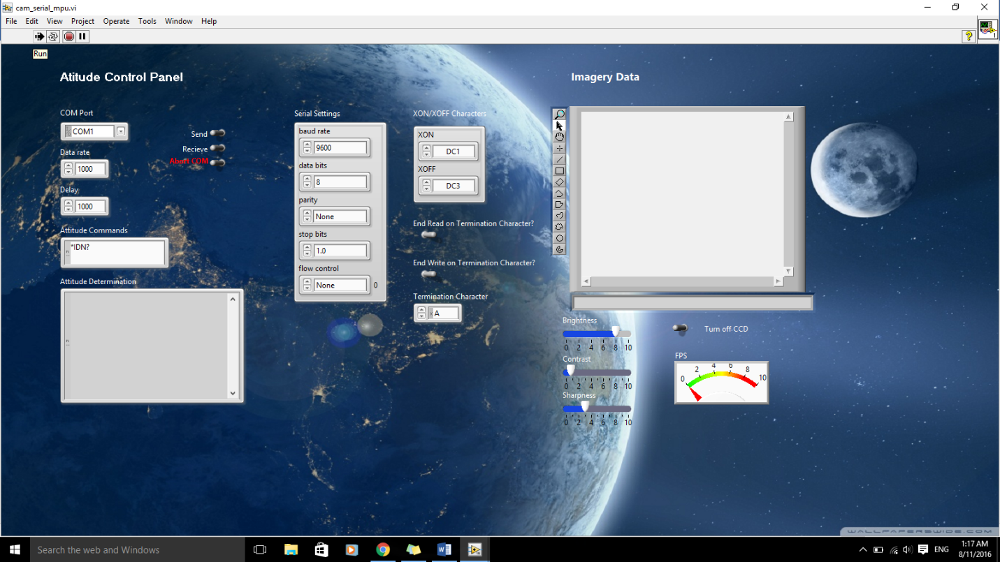 cam_serial_mpu.vi
File Edit View Project Operate Tools Window Help
1
Run
Atitude Control Panel
COM Port
COM1
Data rate
1000
Delay
1000
Send
Recieve
Abort COM
Attitude Commands
*IDN?
Attitude Determination
Serial Settings
baud rate
9600
data bits
8
parity
None
stop bits
1.0
flow control
None 0
XON/XOFF Characters
XON
DC1
XOFF
DC3
End Read on Termination Character?
End Write on Termination Character?
Termination Character
x A
Imagery Data
Brightness
0 2 4 6 8 10
Contrast
0 2 4 6 8 10
Sharpness
0 2 4 6 8 10
Turn off CCD
FPS
0 2 4 6 8 10
WALLPAPERSWIDE.COM
Search the web and Windows
ENG
1:17 AM
8/11/2016